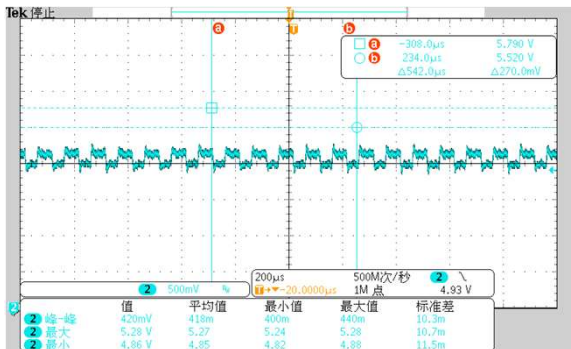 Tek 停止
T
a T b
a -308.0μs 5.790 V
b 234.0μs 5.520 V
△542.0μs △270.0mV
2 500mV
200μs 500M次/秒 2
T→▼-20.0000μs 1M 点 4.93 V
2
值 平均值 最小值 最大值 标准差
2 峰-峰 420mV 418m 400m 440m 10.3m
2 最大 5.28 V 5.27 5.24 5.28 10.7m
2 最小 4.86 V 4.85 4.82 4.88 11.5m